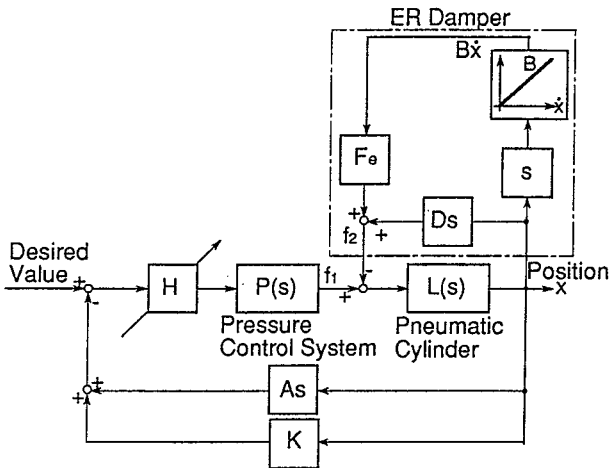 ER Damper
Bẋ
B
ẋ
Fe
s
+
+
Ds
f2
Desired
Value
+
-
H
P(s)
f1
+
-
L(s)
Position
x
Pressure
Control System
Pneumatic
Cylinder
+
+
As
K